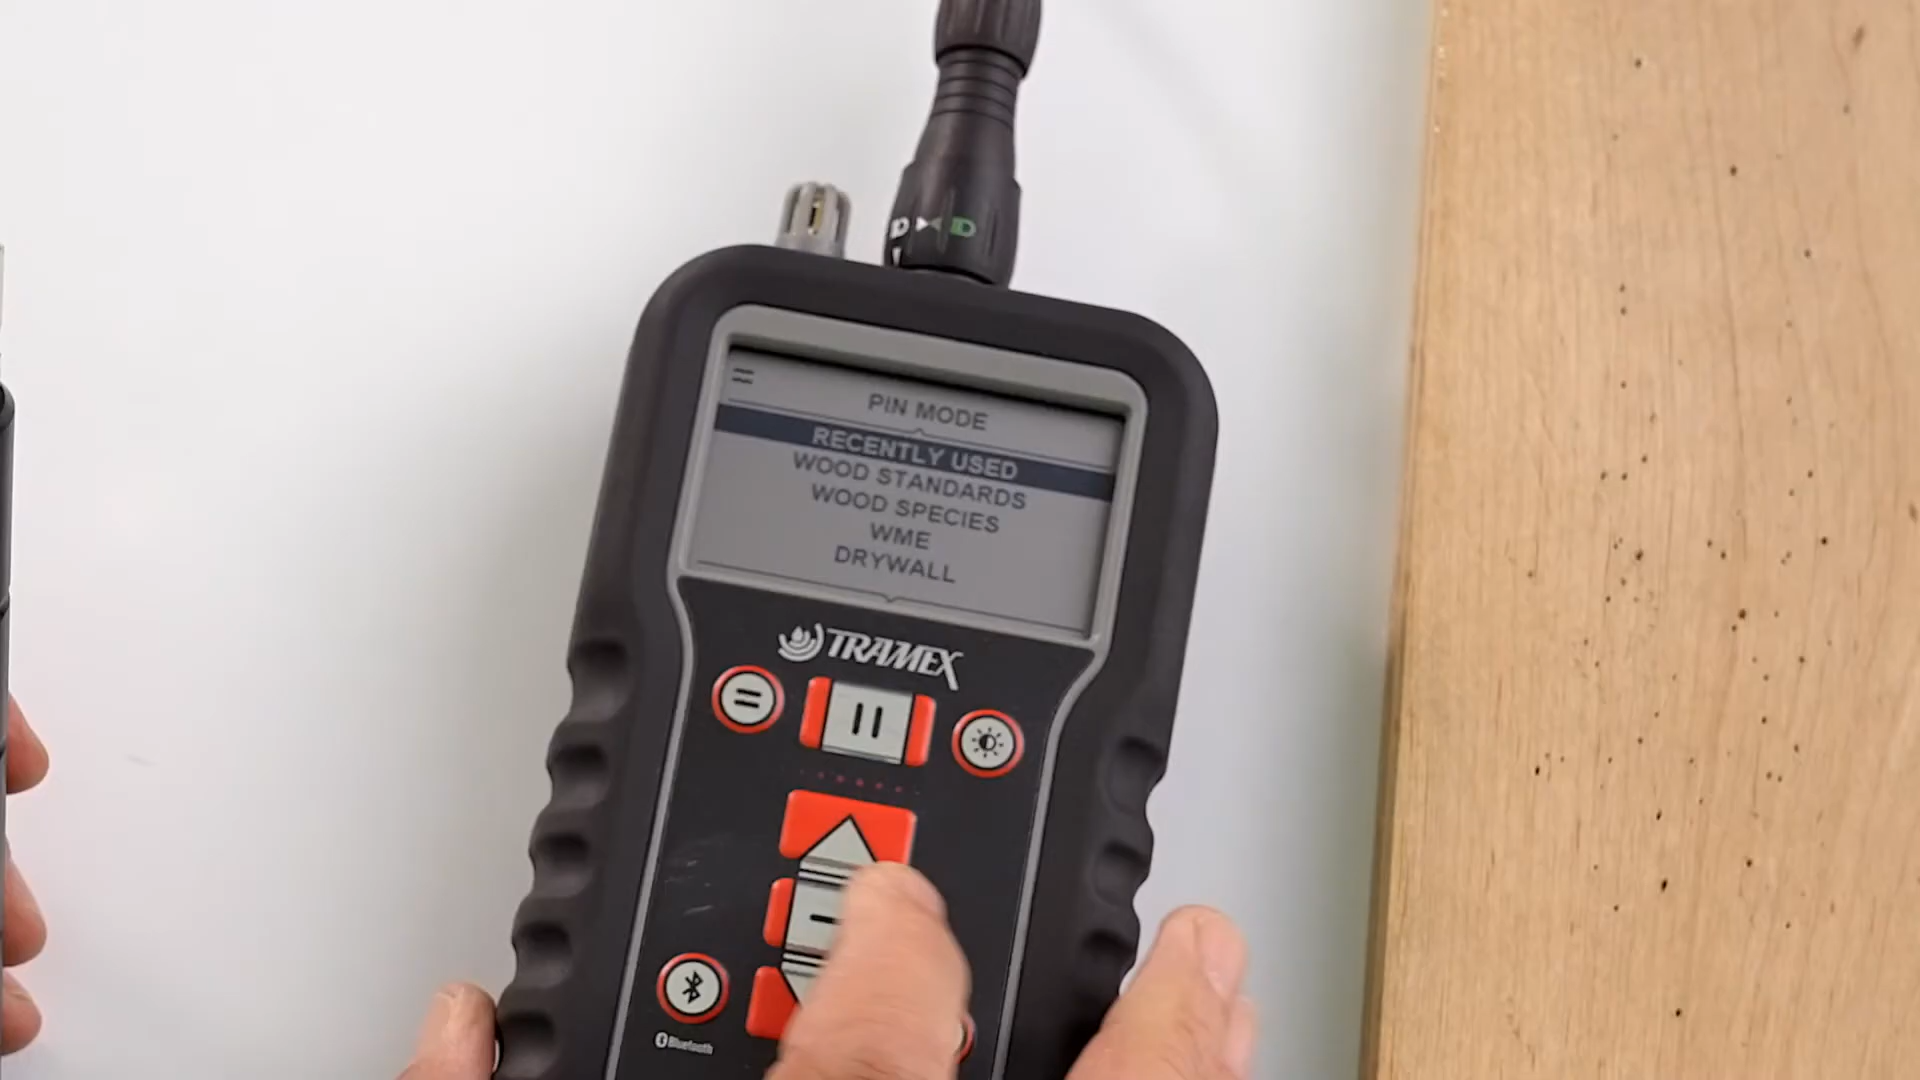 PIN MODE
RECENTLY USED
WOOD STANDARDS
WOOD SPECIES
WME
DRYWALL
TRAMEX
Bluetooth